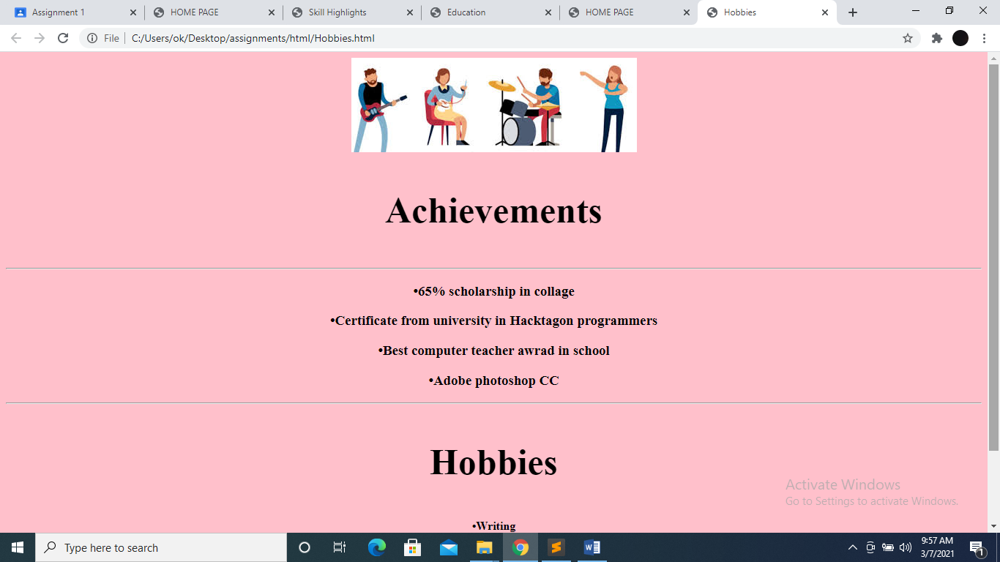 Assignment 1
HOME PAGE
Skill Highlights
Education
HOME PAGE
Hobbies
File
C:/Users/ok/Desktop/assignments/html/Hobbies.html
Achievements
•65% scholarship in collage
•Certificate from university in Hacktagon programmers
•Best computer teacher awrad in school
•Adobe photoshop CC
Hobbies
•Writing
Activate Windows
Go to Settings to activate Windows.
Type here to search
9:57 AM
3/7/2021
1